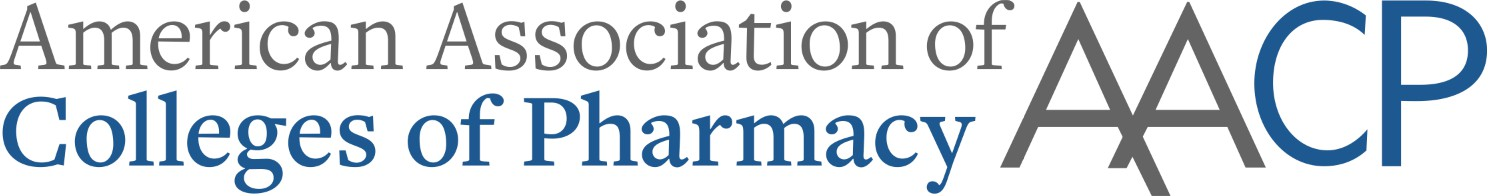 American Association of
Colleges of Pharmacy
AACP